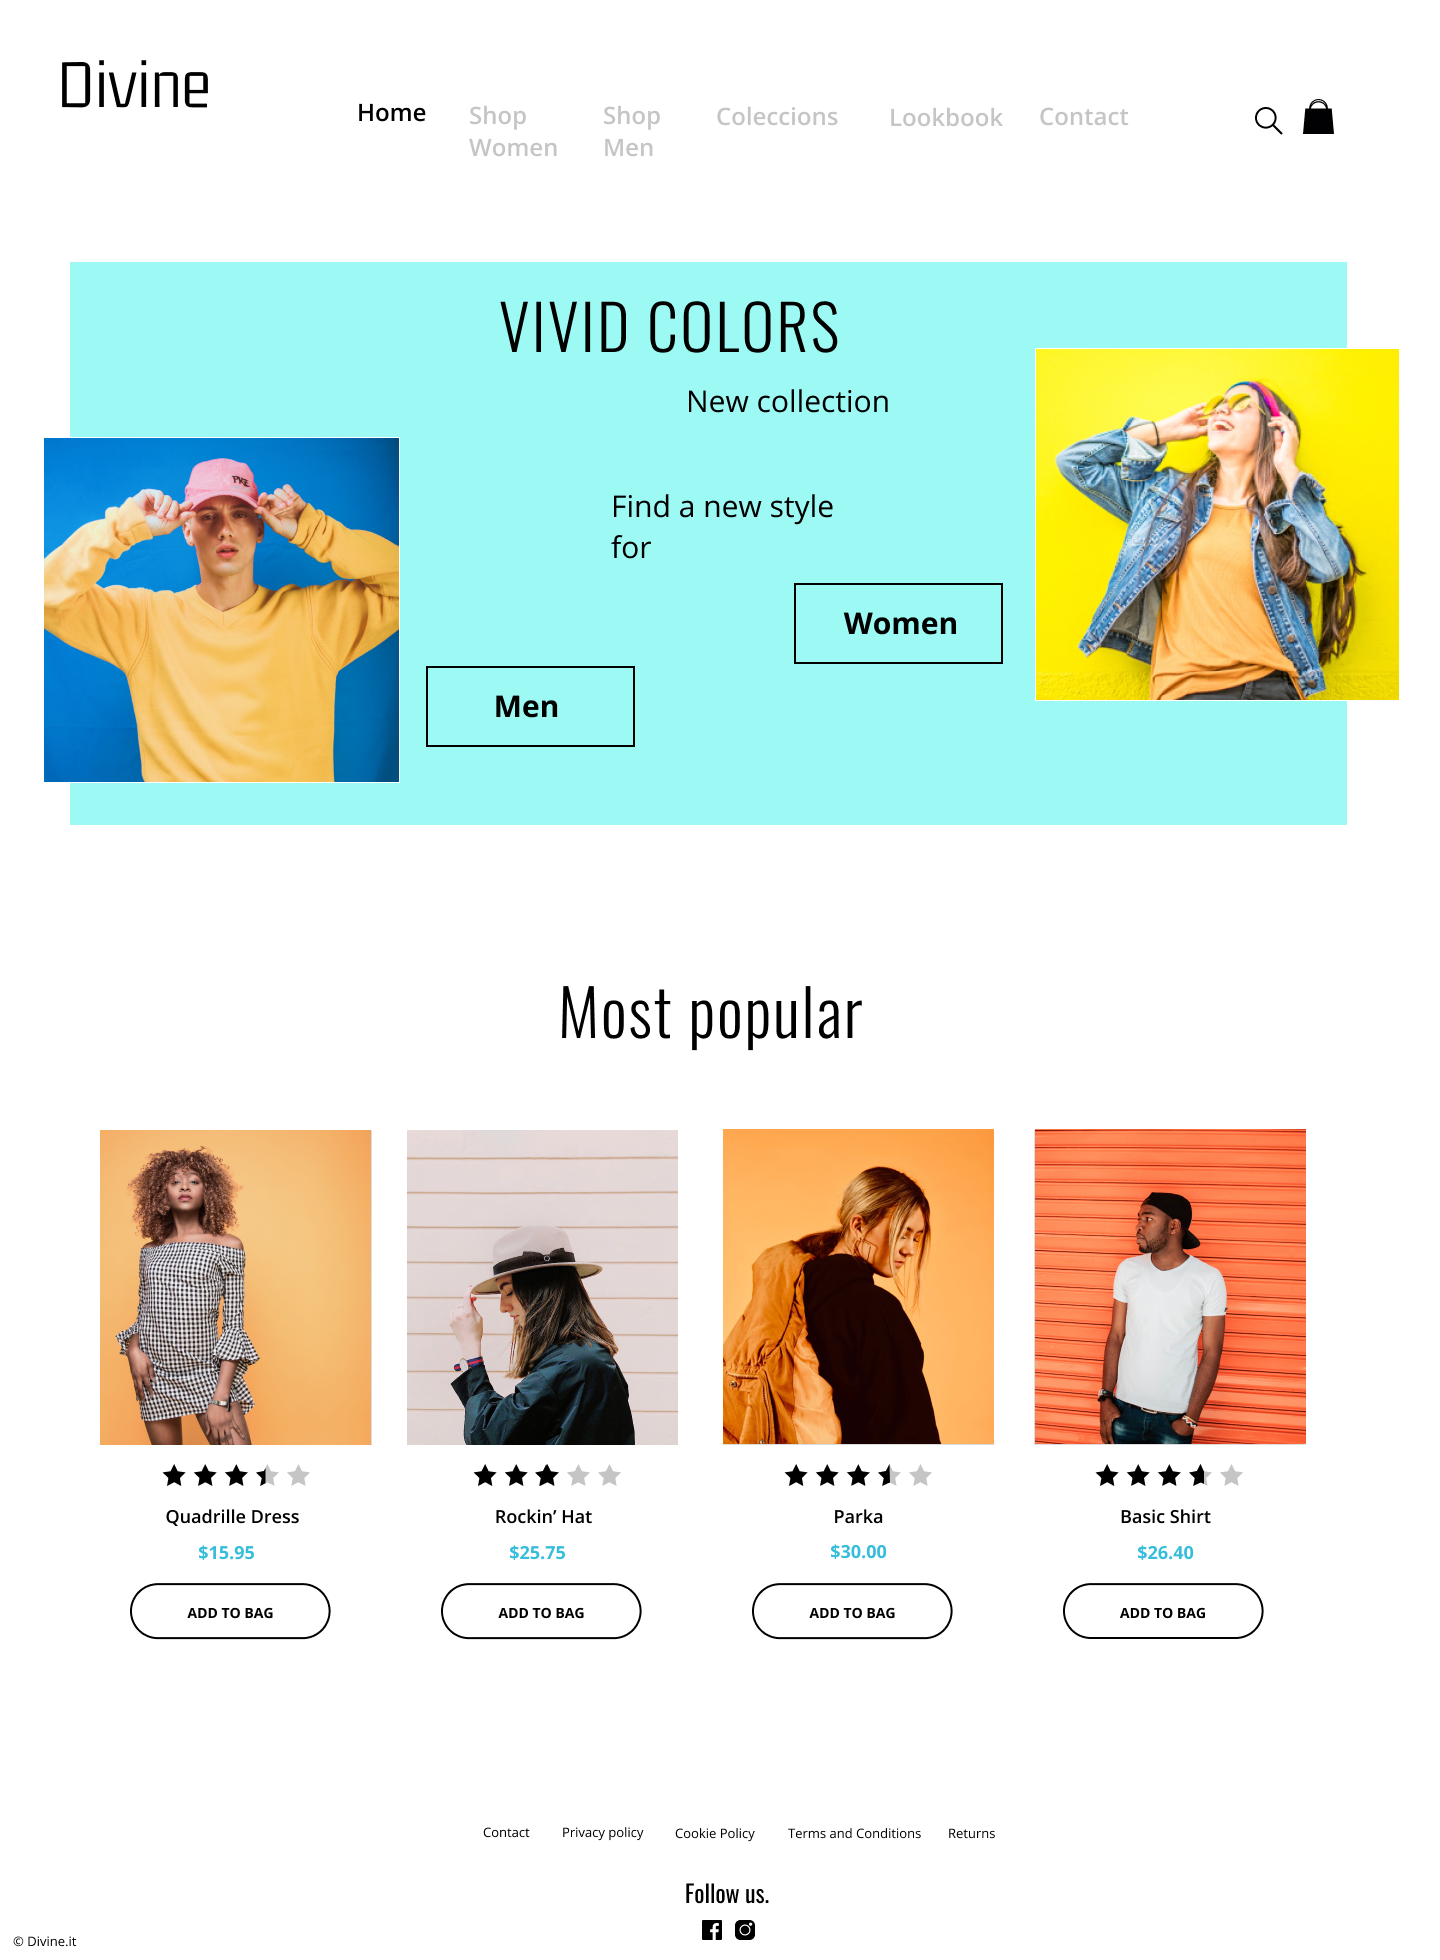 Divine
Home
Shop
Women
Shop
Men
Coleccions
Lookbook
Contact
VIVID COLORS
New collection
PKZ
Find a new style
for
Women
Men
Most popular
Quadrille Dress
Rockin’ Hat
Parka
Basic Shirt
$15.95
$25.75
$30.00
$26.40
ADD TO BAG
ADD TO BAG
ADD TO BAG
ADD TO BAG
Contact
Privacy policy
Cookie Policy
Terms and Conditions
Returns
Follow us.
© Divine.it